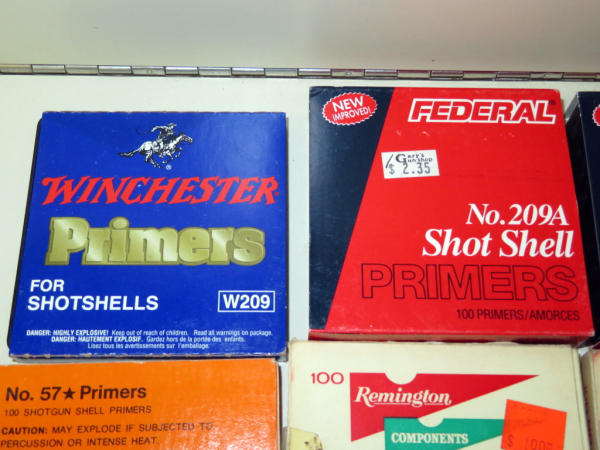 WINCHESTER
Primers
FOR
SHOTSHELLS
W209
DANGER: HIGHLY EXPLOSIVE! Keep out of reach of children. Read all warnings on package.
DANGER: HAUTEMENT EXPLOSIF. Gardez hors de la portée des enfants.
Lisez tous les avertissements sur l'emballage.
NEW
IMPROVED!
FEDERAL
Gary's
Gun Shop
$ 2.35
No. 209A
Shot Shell
PRIMERS
100 PRIMERS/AMORCES
No. 57★Primers
100 SHOTGUN SHELL PRIMERS
CAUTION: MAY EXPLODE IF SUBJECTED TO
PERCUSSION OR INTENSE HEAT.
100
Remington
COMPONENTS